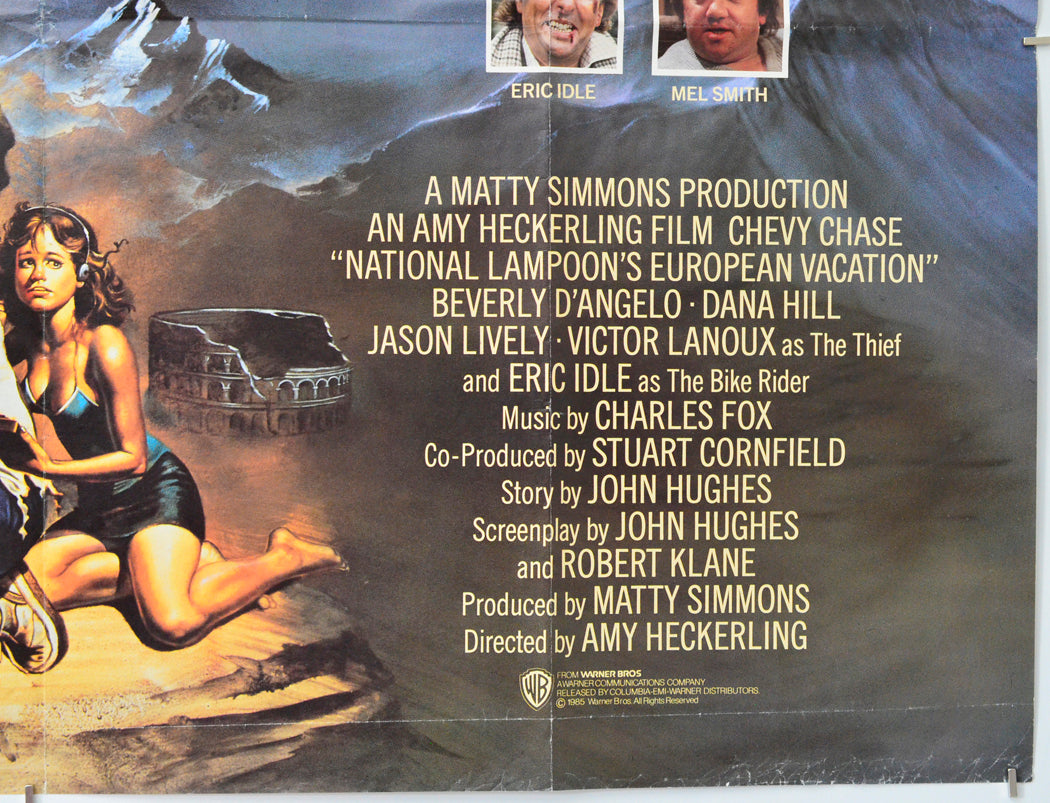 ERIC IDLE
MEL SMITH
A MATTY SIMMONS PRODUCTION
AN AMY HECKERLING FILM CHEVY CHASE
"NATIONAL LAMPOON'S EUROPEAN VACATION"
BEVERLY D'ANGELO · DANA HILL
JASON LIVELY · VICTOR LANOUX as The Thief
and ERIC IDLE as The Bike Rider
Music by CHARLES FOX
Co-Produced by STUART CORNFIELD
Story by JOHN HUGHES
Screenplay by JOHN HUGHES
and ROBERT KLANE
Produced by MATTY SIMMONS
Directed by AMY HECKERLING
WB
FROM WARNER BROS
A WARNER COMMUNICATIONS COMPANY
RELEASED BY COLUMBIA-EMI-WARNER DISTRIBUTORS.
© 1985 Warner Bros. All Rights Reserved